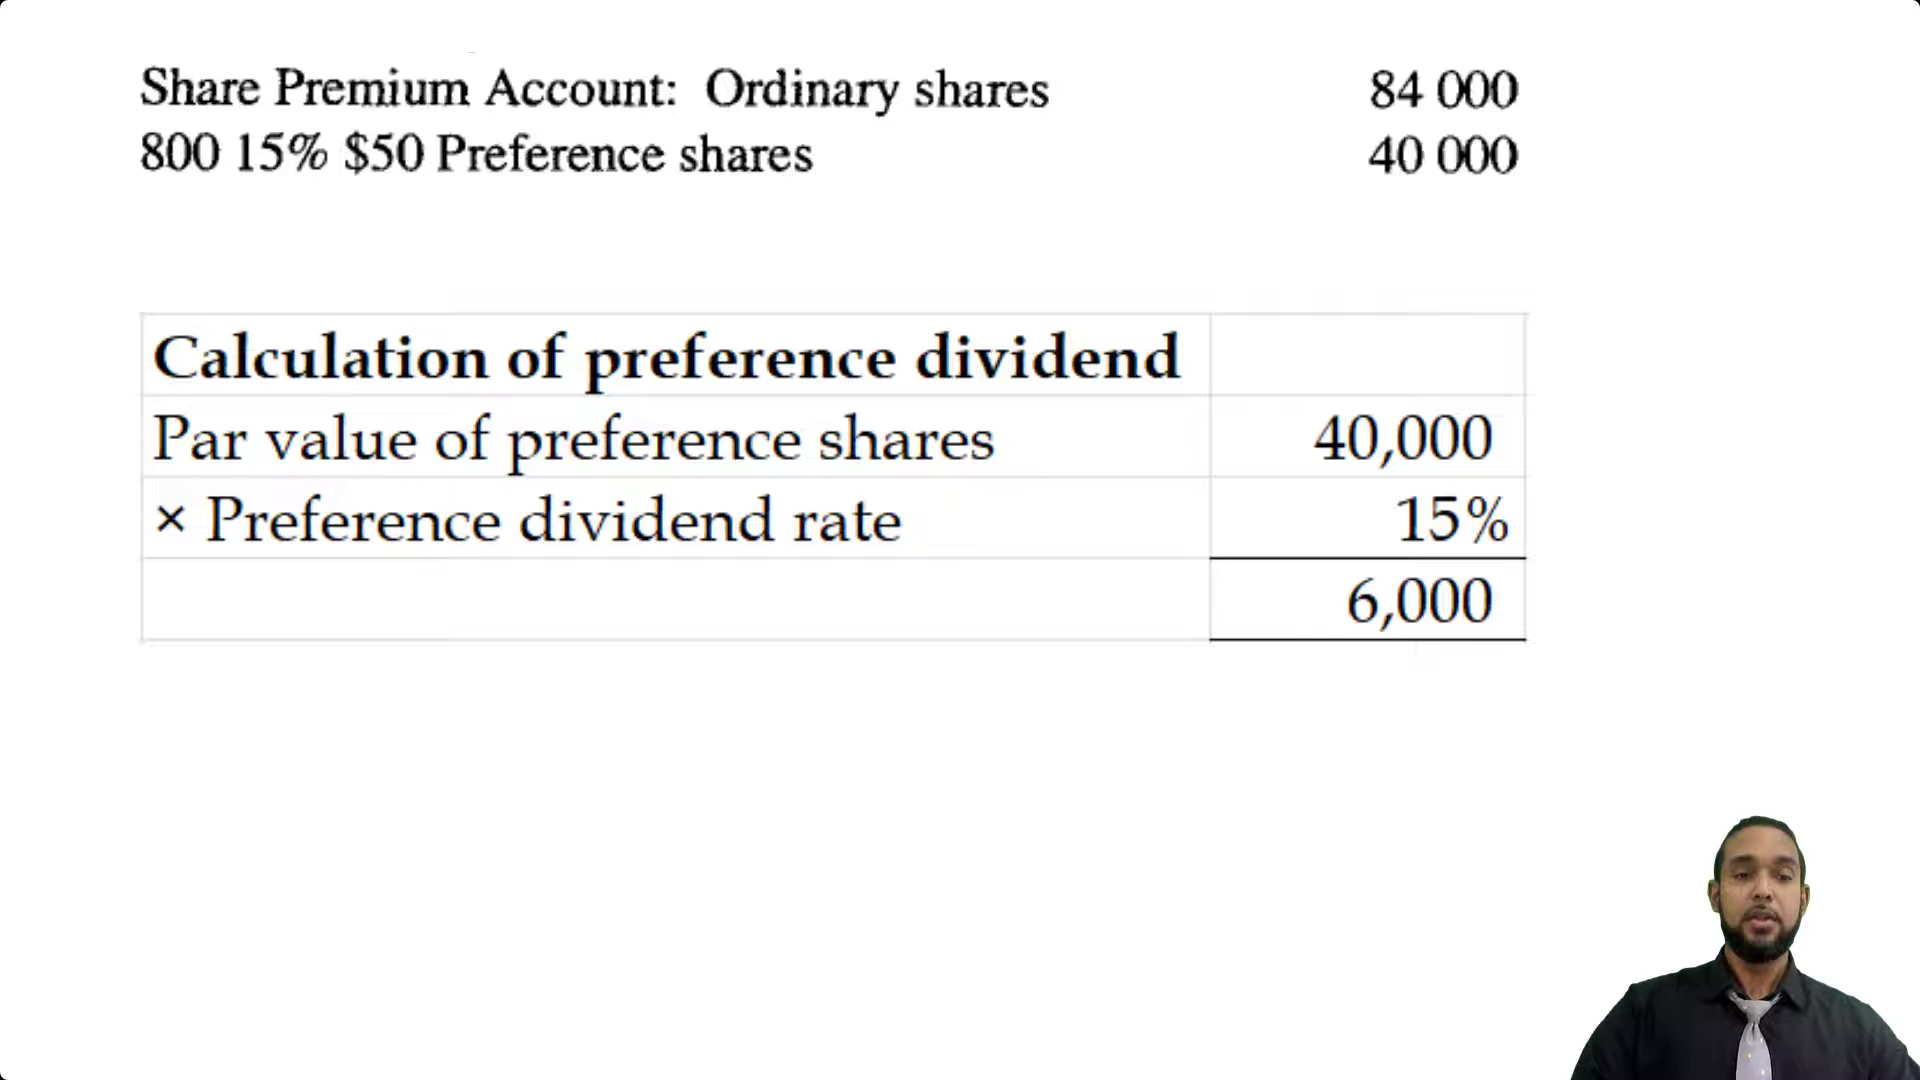 Share Premium Account: Ordinary shares 84 000
800 15% $50 Preference shares 40 000
Calculation of preference dividend
Par value of preference shares 40,000
× Preference dividend rate 15%
6,000